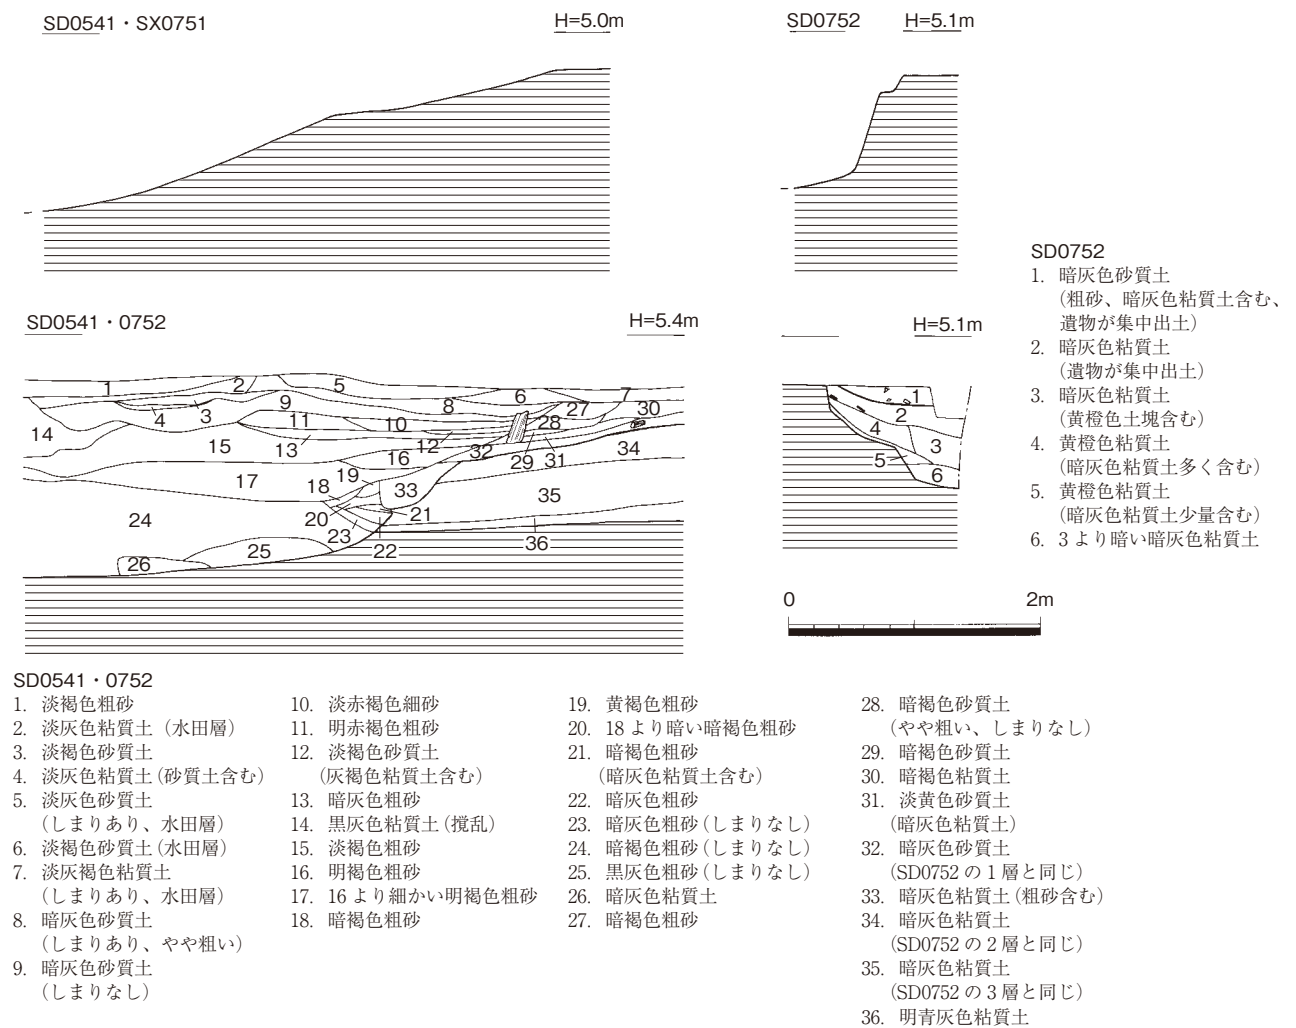 SD0541・SX0751
H=5.0m
SD0752
H=5.1m
SD0541・0752
H=5.4m
H=5.1m
1
2
5
6
7
3
4
8
9
10
11
12
13
14
15
16
17
18
19
20
21
22
23
24
25
26
27
28
29
30
31
32
33
34
35
36
1
2
3
4
5
6
0
2m
SD0752
1. 暗灰色砂質土
(粗砂、暗灰色粘質土含む、
遺物が集中出土)
2. 暗灰色粘質土
(遺物が集中出土)
3. 暗灰色粘質土
(黄橙色土塊含む)
4. 黄橙色粘質土
(暗灰色粘質土多く含む)
5. 黄橙色粘質土
(暗灰色粘質土少量含む)
6. 3より暗い暗灰色粘質土
SD0541・0752
1. 淡褐色粗砂
2. 淡灰色粘質土（水田層）
3. 淡褐色砂質土
4. 淡灰色粘質土(砂質土含む)
5. 淡灰色砂質土
(しまりあり、水田層)
6. 淡褐色砂質土(水田層)
7. 淡灰褐色粘質土
(しまりあり、水田層)
8. 暗灰色砂質土
(しまりあり、やや粗い)
9. 暗灰色砂質土
(しまりなし)
10. 淡赤褐色細砂
11. 明赤褐色粗砂
12. 淡褐色砂質土
(灰褐色粘質土含む)
13. 暗灰色粗砂
14. 黒灰色粘質土(撹乱)
15. 淡褐色粗砂
16. 明褐色粗砂
17. 16より細かい明褐色粗砂
18. 暗褐色粗砂
19. 黄褐色粗砂
20. 18より暗い暗褐色粗砂
21. 暗褐色粗砂
(暗灰色粘質土含む)
22. 暗灰色粗砂
23. 暗灰色粗砂(しまりなし)
24. 暗褐色粗砂(しまりなし)
25. 黒灰色粗砂(しまりなし)
26. 暗灰色粘質土
27. 暗褐色粗砂
28. 暗褐色砂質土
(やや粗い、しまりなし)
29. 暗褐色砂質土
30. 暗褐色粘質土
31. 淡黄色砂質土
(暗灰色粘質土)
32. 暗灰色砂質土
(SD0752の1層と同じ)
33. 暗灰色粘質土(粗砂含む)
34. 暗灰色粘質土
(SD0752の2層と同じ)
35. 暗灰色粘質土
(SD0752の3層と同じ)
36. 明青灰色粘質土